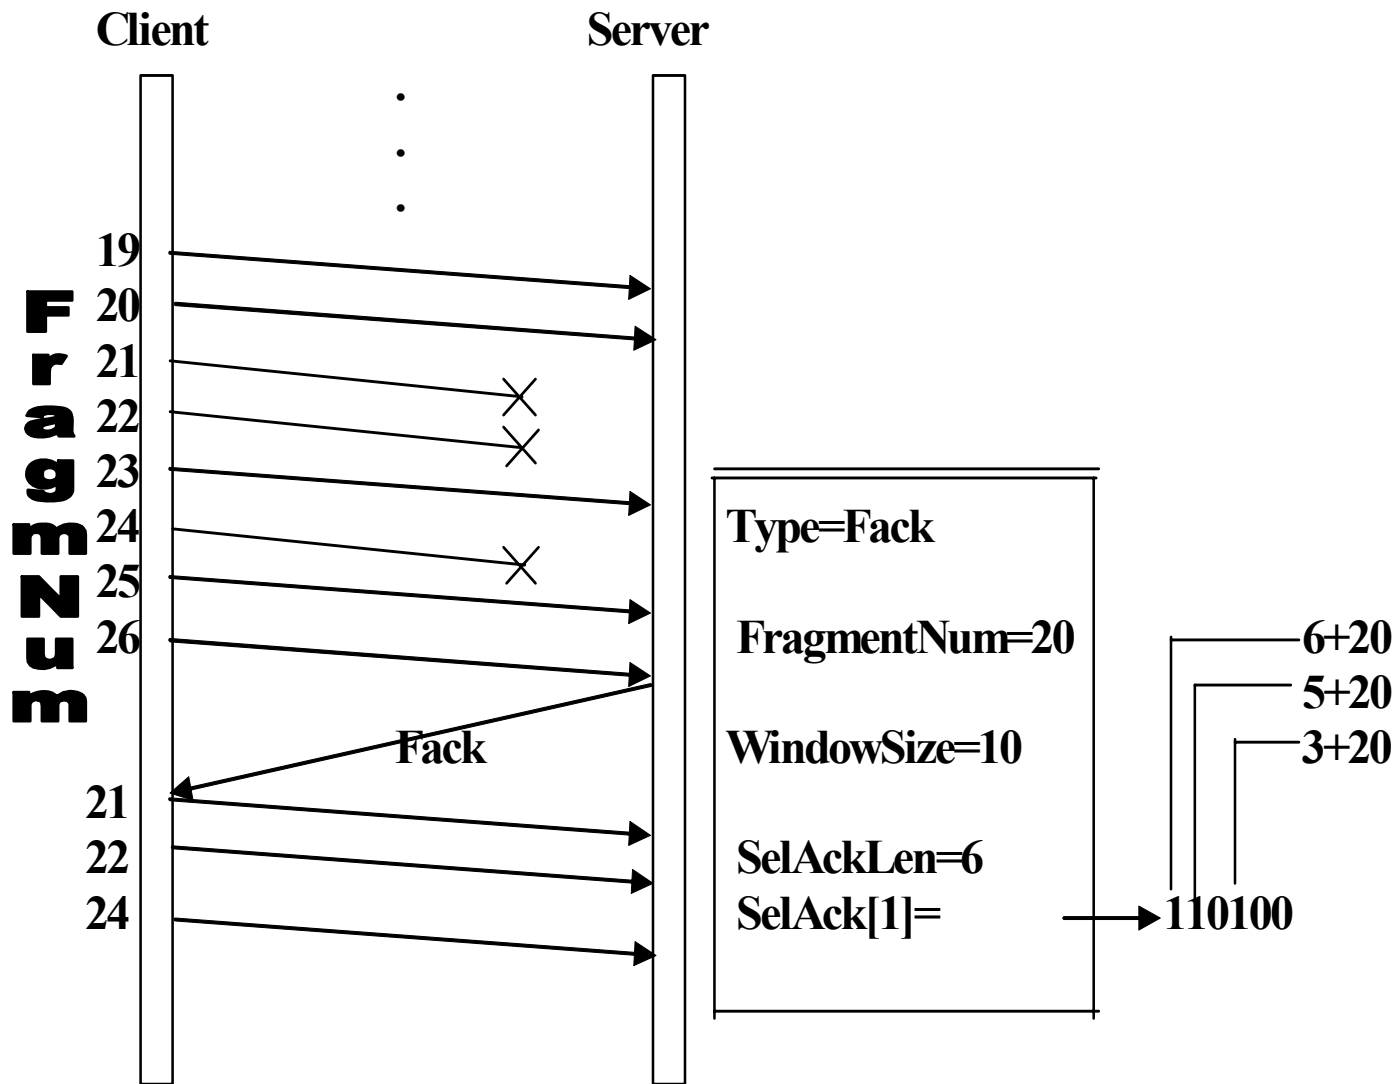 Client
Server
19
20
21
22
23
24
25
26
FragmNum
Fack
21
22
24
Type=Fack
FragmentNum=20
WindowSize=10
SelAckLen=6
SelAck[1]=
110100
6+20
5+20
3+20